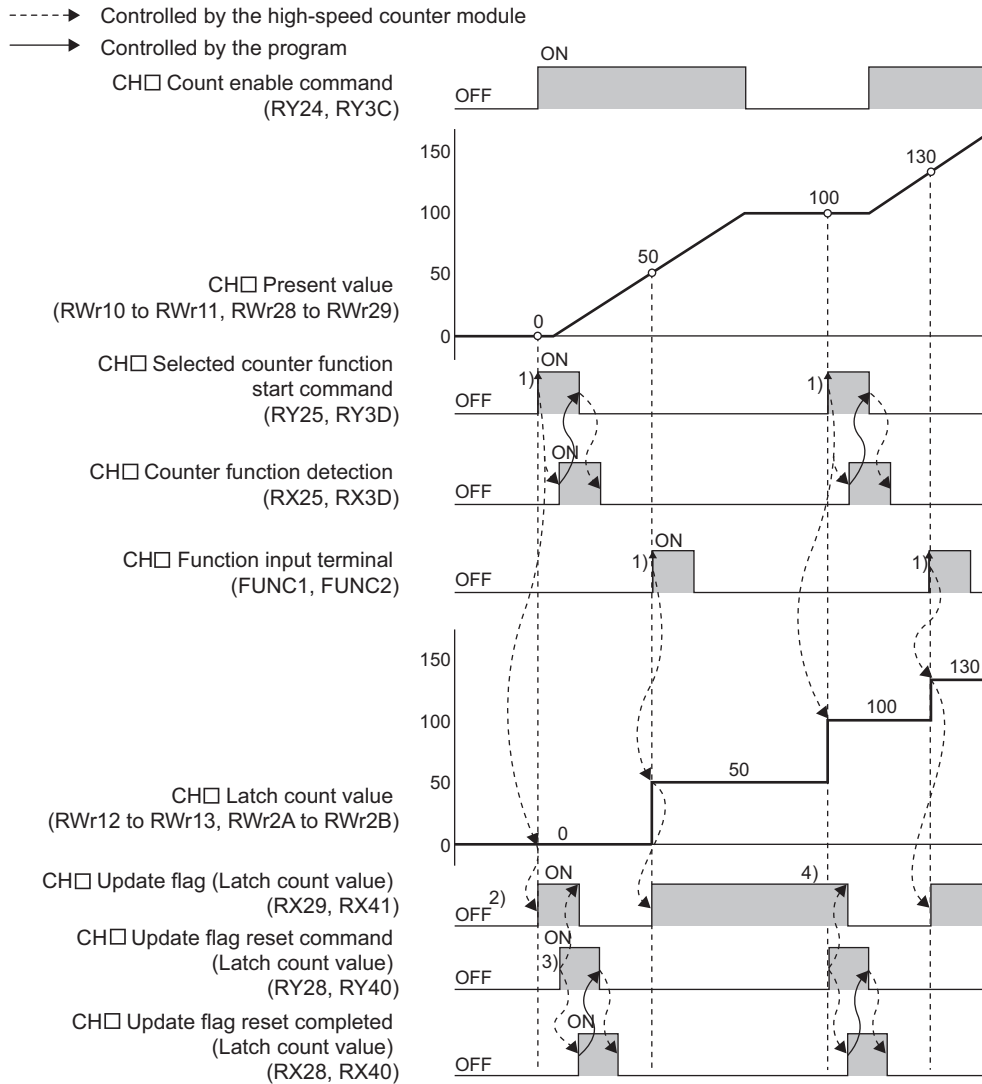 Controlled by the high-speed counter module
Controlled by the program
CH□ Count enable command
(RY24, RY3C)
ON
OFF
150
100
50
0
0
50
100
130
CH□ Present value
(RWr10 to RWr11, RWr28 to RWr29)
CH□ Selected counter function
start command
(RY25, RY3D)
ON
1)
1)
OFF
CH□ Counter function detection
(RX25, RX3D)
ON
OFF
CH□ Function input terminal
(FUNC1, FUNC2)
ON
1)
1)
OFF
150
100
50
0
0
50
100
130
CH□ Latch count value
(RWr12 to RWr13, RWr2A to RWr2B)
CH□ Update flag (Latch count value)
(RX29, RX41)
ON
2)
4)
OFF
CH□ Update flag reset command
(Latch count value)
(RY28, RY40)
ON
3)
OFF
CH□ Update flag reset completed
(Latch count value)
(RX28, RX40)
ON
OFF